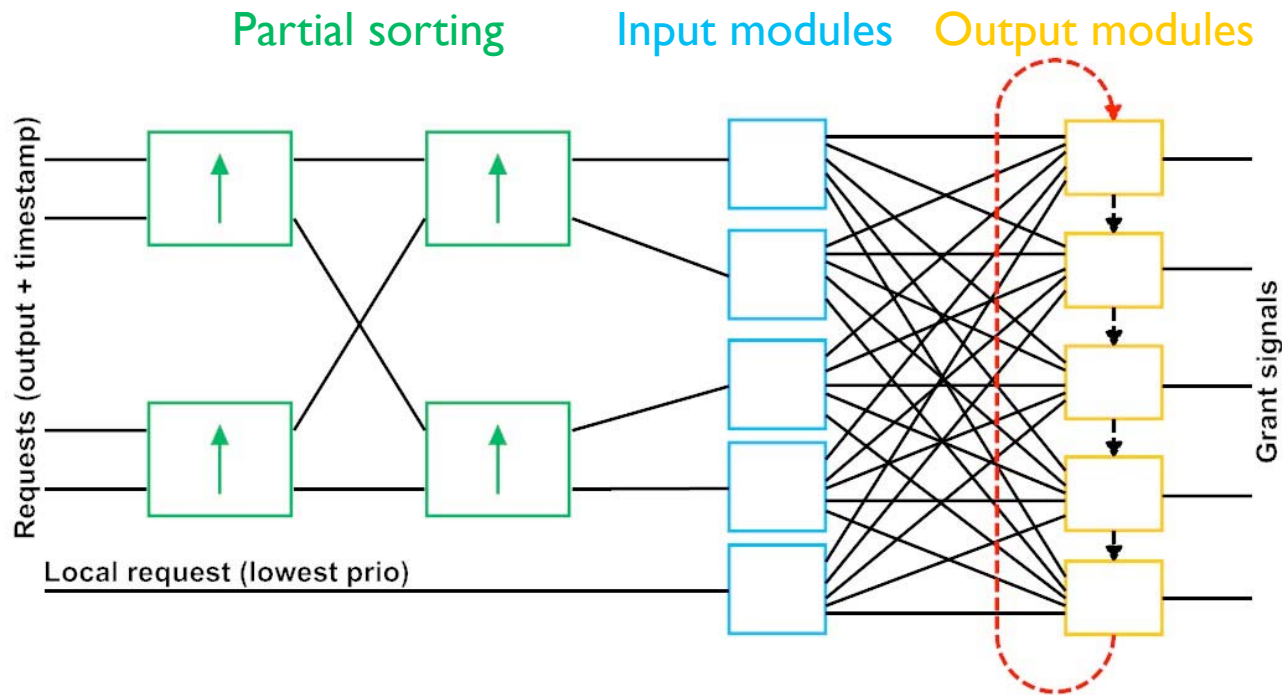 Partial sorting
Input modules
Output modules
Requests (output + timestamp)
Local request (lowest prio)
Grant signals